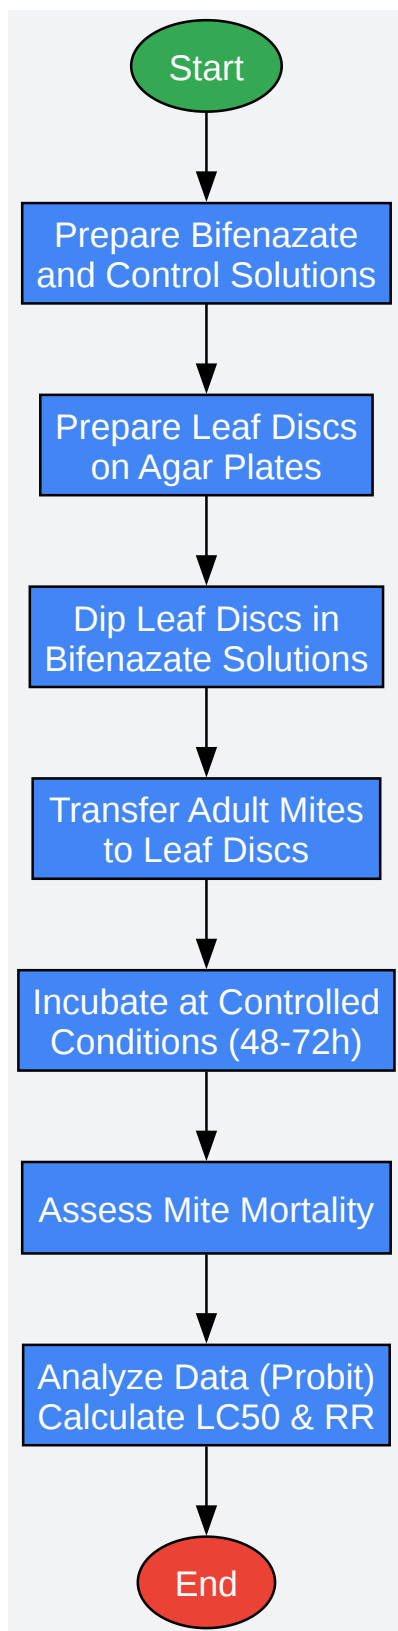 Start
Prepare Bifenazate
and Control Solutions
Prepare Leaf Discs
on Agar Plates
Dip Leaf Discs in
Bifenazate Solutions
Transfer Adult Mites
to Leaf Discs
Incubate at Controlled
Conditions (48-72h)
Assess Mite Mortality
Analyze Data (Probit)
Calculate LC50 & RR
End